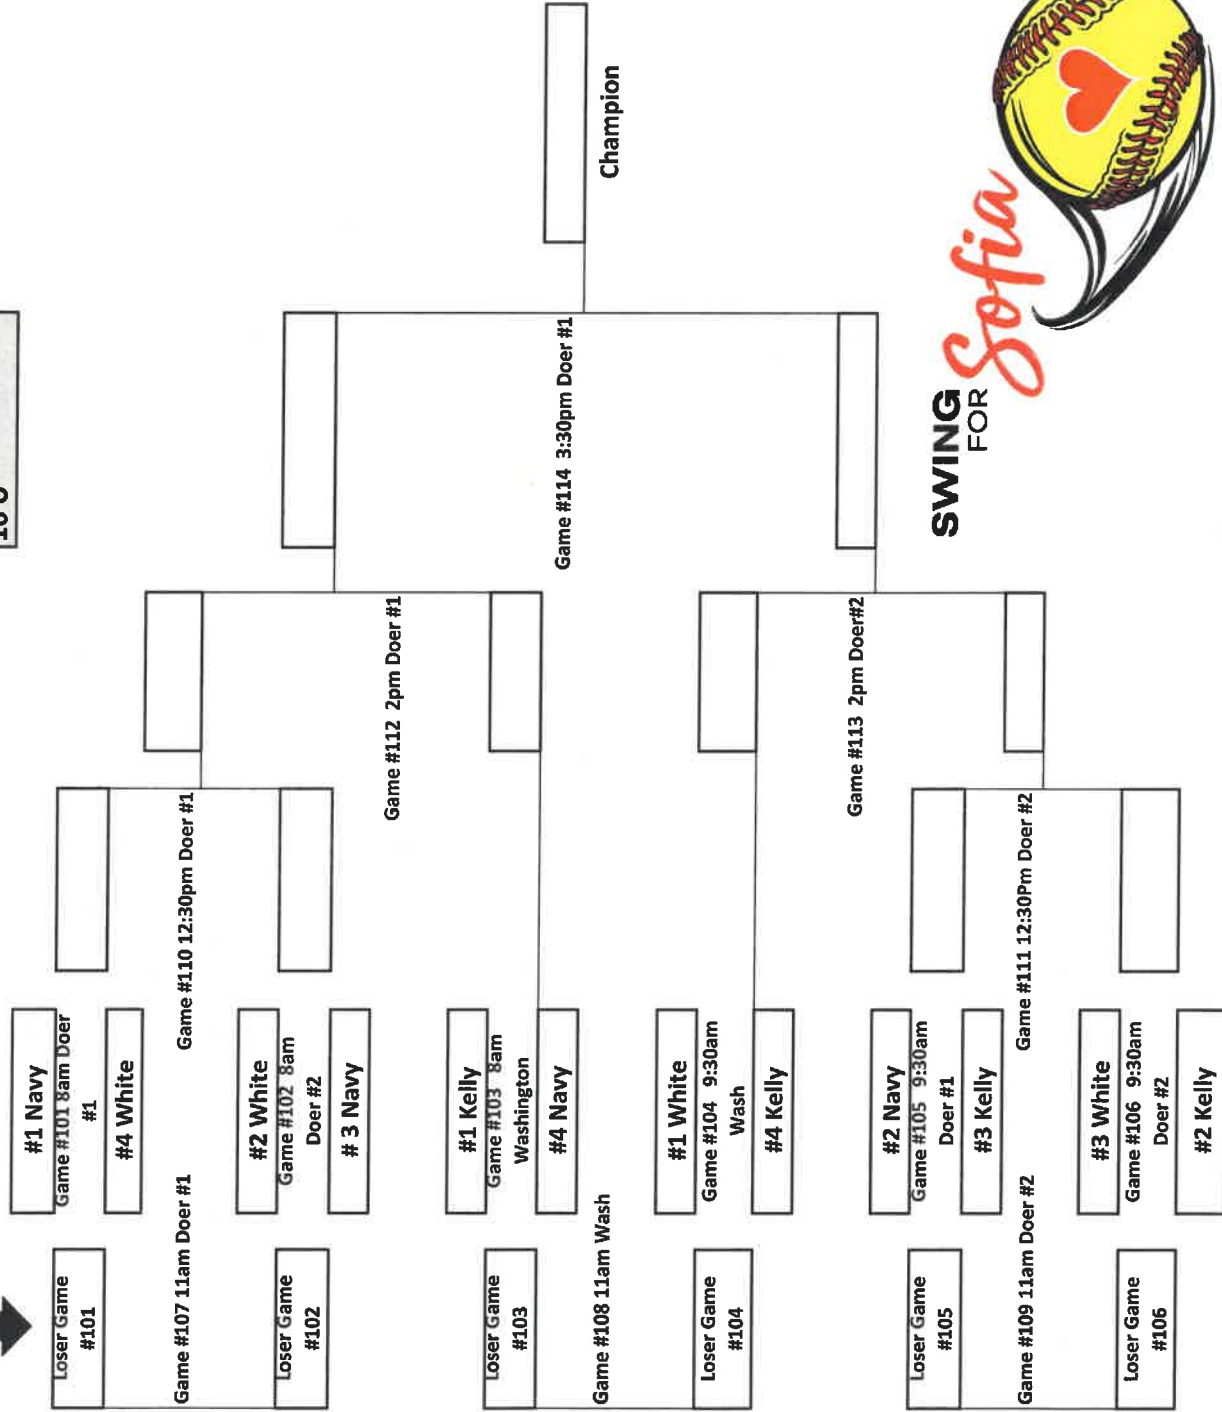 10 U
Champion
Game #114 3:30pm Doer #1
Game #112 2pm Doer #1
Game #113 2pm Doer#2
Game #110 12:30pm Doer #1
Game #111 12:30Pm Doer #2
#1 Navy
Game #101 8am Doer
#1
#4 White
#2 White
Game #102 8am
Doer #2
# 3 Navy
#1 Kelly
Game #103 8am
Washington
#4 Navy
#1 White
Game #104 9:30am
Wash
#4 Kelly
#2 Navy
Game #105 9:30am
Doer #1
#3 Kelly
#3 White
Game #106 9:30am
Doer #2
#2 Kelly
Loser Game
#101
Game #107 11am Doer #1
Loser Game
#102
Loser Game
#103
Game #108 11am Wash
Loser Game
#104
Loser Game
#105
Game #109 11am Doer #2
Loser Game
#106
SWING
FOR
Sofia